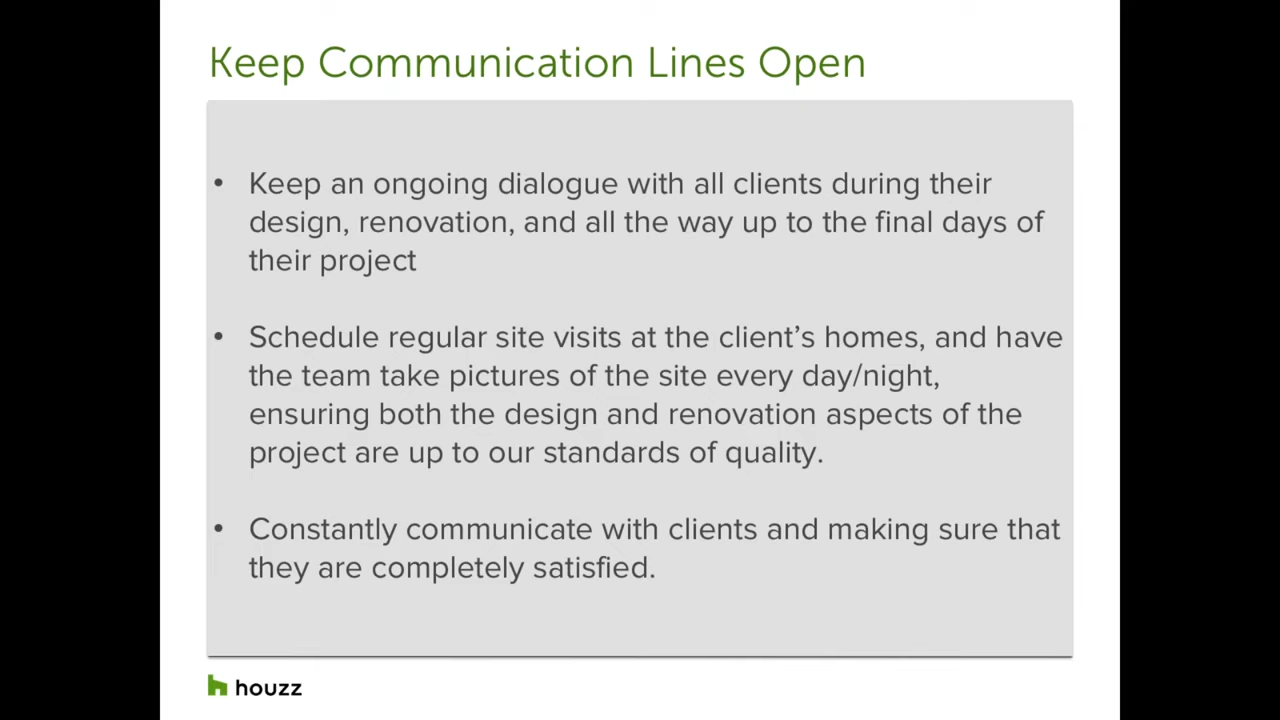 Keep Communication Lines Open
• Keep an ongoing dialogue with all clients during their
design, renovation, and all the way up to the final days of
their project
• Schedule regular site visits at the client’s homes, and have
the team take pictures of the site every day/night,
ensuring both the design and renovation aspects of the
project are up to our standards of quality.
• Constantly communicate with clients and making sure that
they are completely satisfied.
houzz